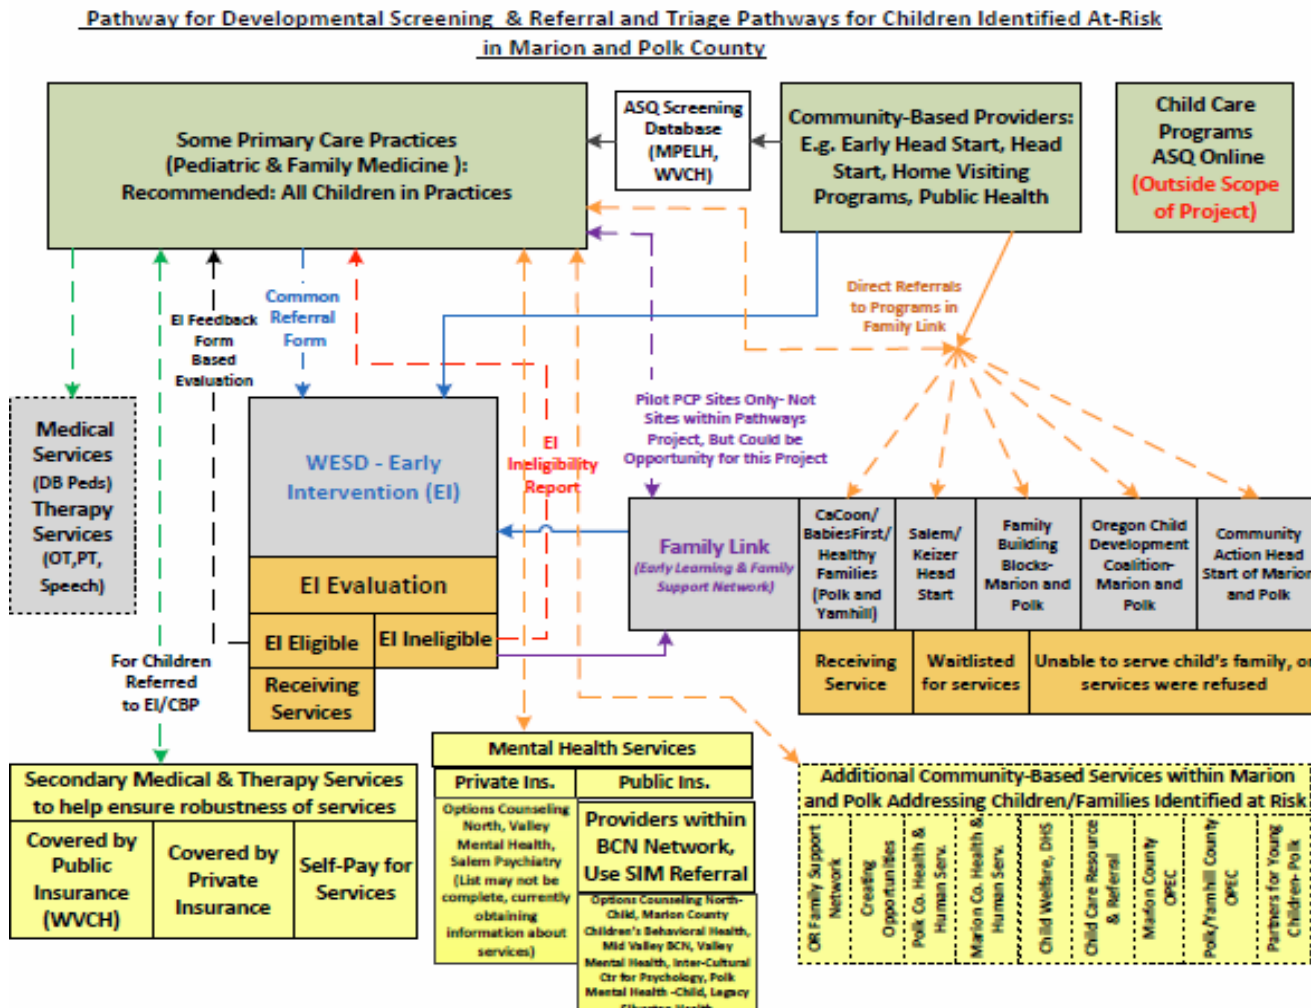 Pathway for Developmental Screening & Referral and Triage Pathways for Children Identified At-Risk
in Marion and Polk County
Some Primary Care Practices
(Pediatric & Family Medicine ):
Recommended: All Children in Practices
ASQ Screening
Database
(MPELH,
WVCH)
Community-Based Providers:
E.g. Early Head Start, Head
Start, Home Visiting
Programs, Public Health
Child Care
Programs
ASQ Online
(Outside Scope
of Project)
EI Feedback
Form
Based
Evaluation
Common
Referral
Form
Direct Referrals
to Programs in
Family Link
Pilot PCP Sites Only- Not
Sites within Pathways
Project, But Could be
Opportunity for this Project
EI
Ineligibility
Report
Medical
Services
(DB Peds)
Therapy
Services
(OT,PT,
Speech)
WESD - Early
Intervention (EI)
EI Evaluation
EI Eligible
EI Ineligible
Receiving
Services
Family Link
(Early Learning & Family
Support Network)
CaCoon/
BabiesFirst/
Healthy
Families
(Polk and
Yamhill)
Salem/
Keizer
Head
Start
Family
Building
Blocks-
Marion and
Polk
Oregon Child
Development
Coalition-
Marion and
Polk
Community
Action Head
Start of Marion
and Polk
Receiving
Service
Waitlisted
for services
Unable to serve child's family, or
services were refused
For Children
Referred
to EI/CBP
Secondary Medical & Therapy Services
to help ensure robustness of services
Covered by
Public
Insurance
(WVCH)
Covered by
Private
Insurance
Self-Pay for
Services
Mental Health Services
Private Ins.
Public Ins.
Options Counseling
North, Valley
Mental Health,
Salem Psychiatry
(List may not be
complete, currently
obtaining
information about
services)
Providers within
BCN Network,
Use SIM Referral
Options Counseling North-
Child, Marion County
Children's Behavioral Health,
Mid Valley BCN, Valley
Mental Health, Inter-Cultural
Ctr for Psychology, Polk
Mental Health -Child, Legacy
Additional Community-Based Services within Marion
and Polk Addressing Children/Families Identified at Risk
OR Family Support
Network
Creating
Opportunities
Polk Co. Health &
Human Serv.
Marion Co. Health &
Human Serv.
Child Welfare, DHS
Child Care Resource
& Referral
Marion County
OPEC
Polk/Yamhill County
OPEC
Partners for Young
Children- Polk